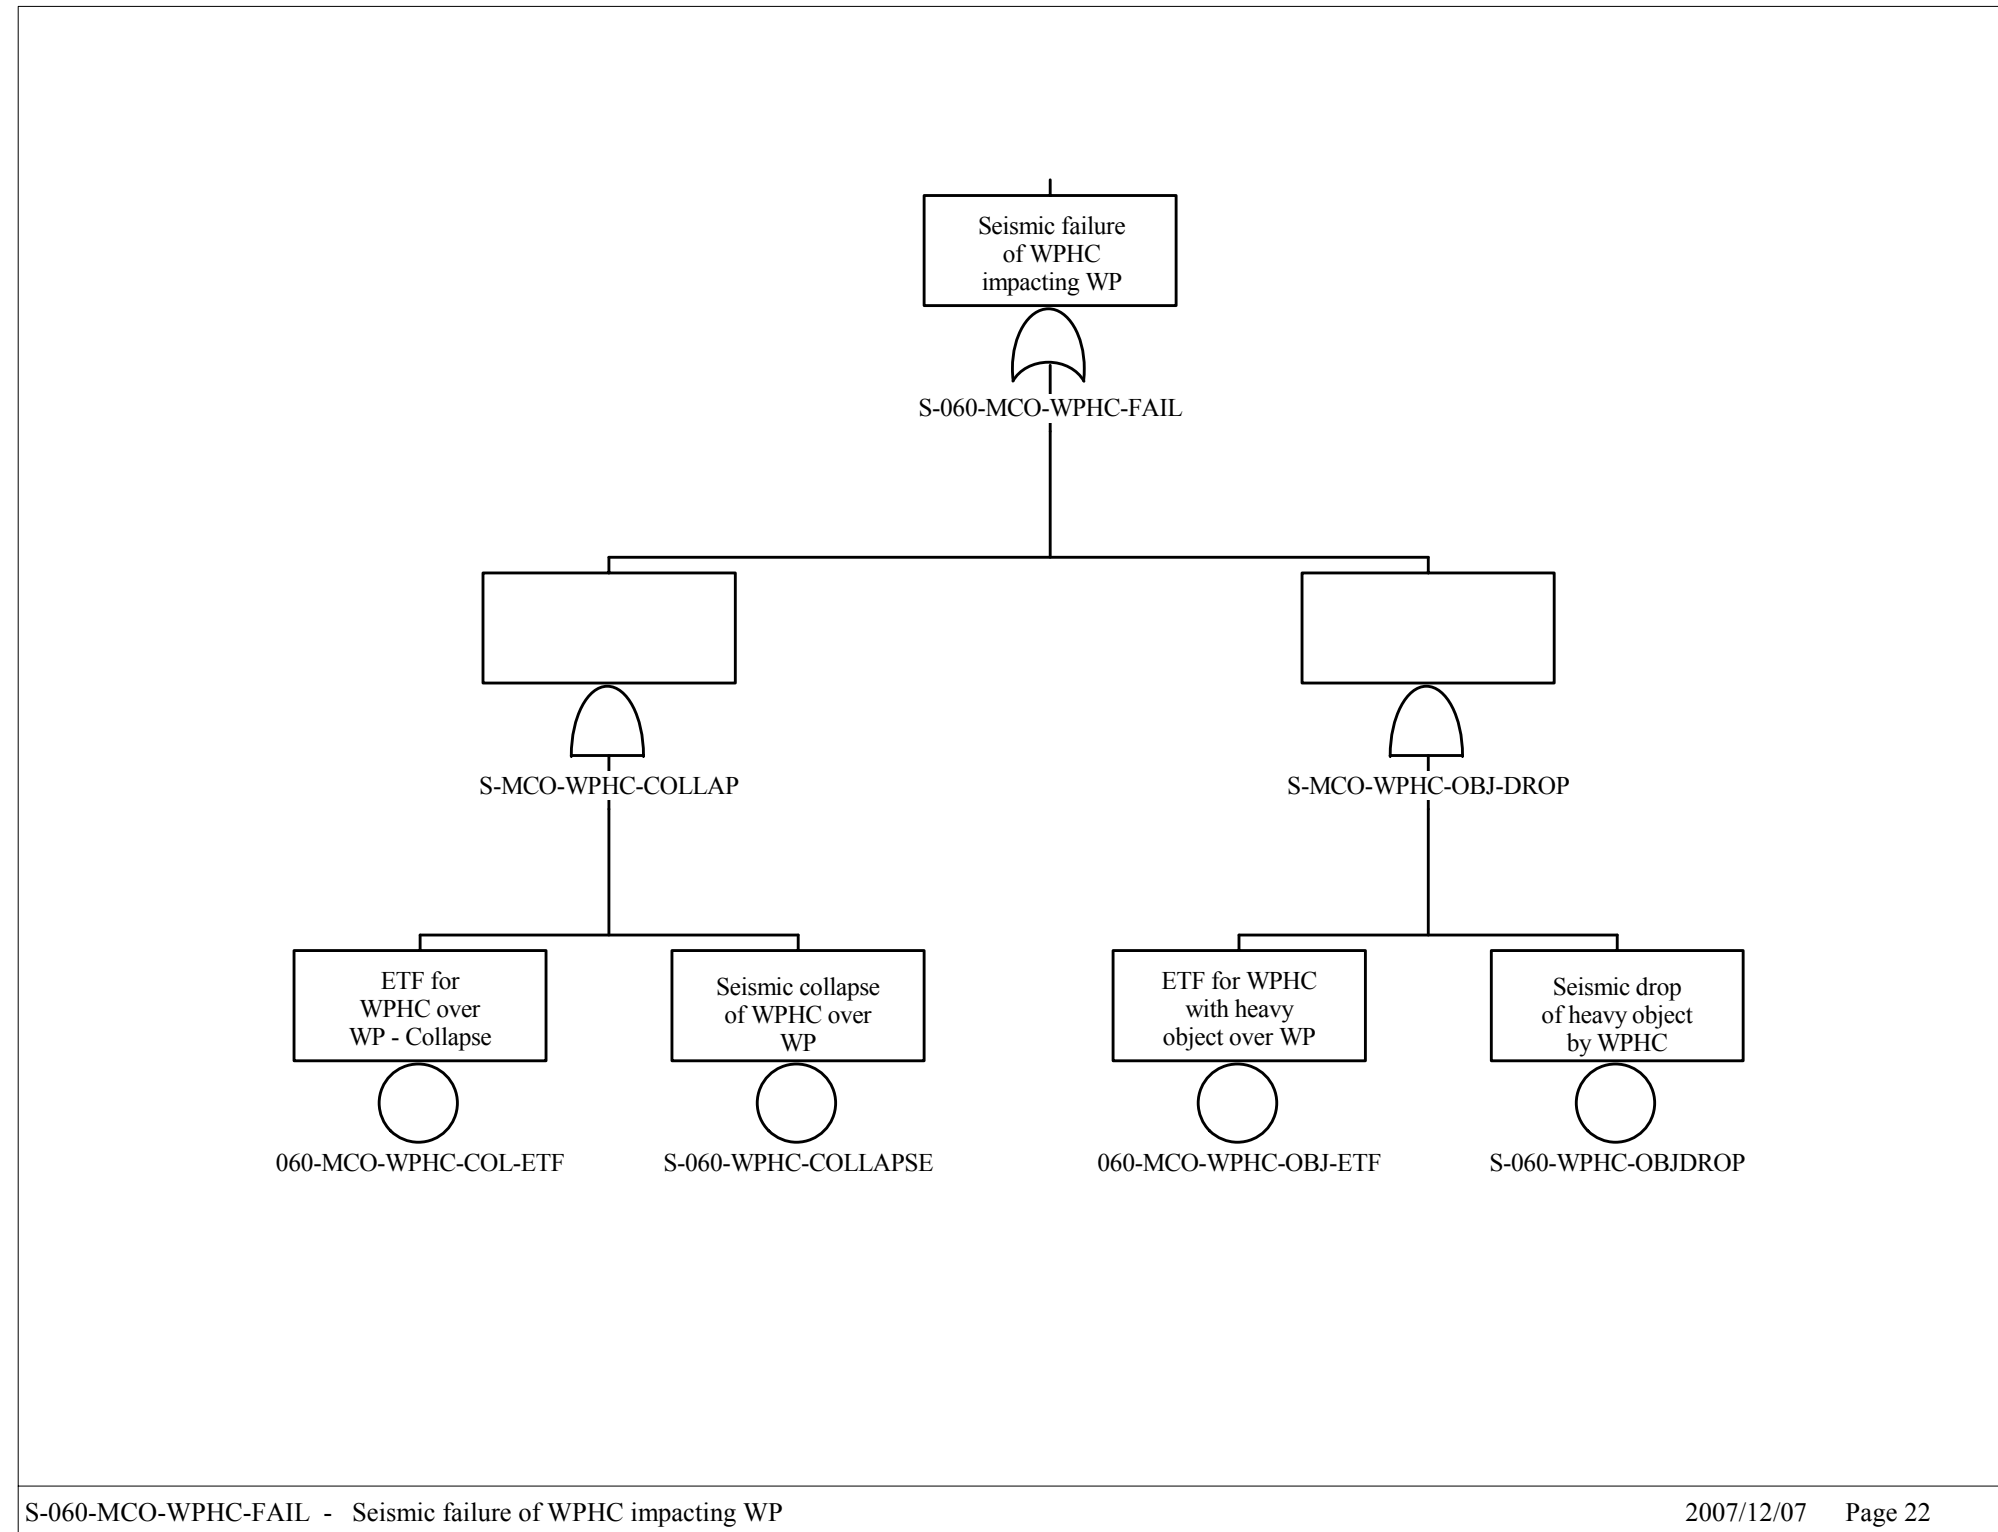 Seismic failure
of WPHC
impacting WP
S-060-MCO-WPHC-FAIL
S-MCO-WPHC-COLLAP
S-MCO-WPHC-OBJ-DROP
ETF for
WPHC over
WP - Collapse
Seismic collapse
of WPHC over
WP
ETF for WPHC
with heavy
object over WP
Seismic drop
of heavy object
by WPHC
060-MCO-WPHC-COL-ETF
S-060-WPHC-COLLAPSE
060-MCO-WPHC-OBJ-ETF
S-060-WPHC-OBJDROP
S-060-MCO-WPHC-FAIL - Seismic failure of WPHC impacting WP
2007/12/07 Page 22